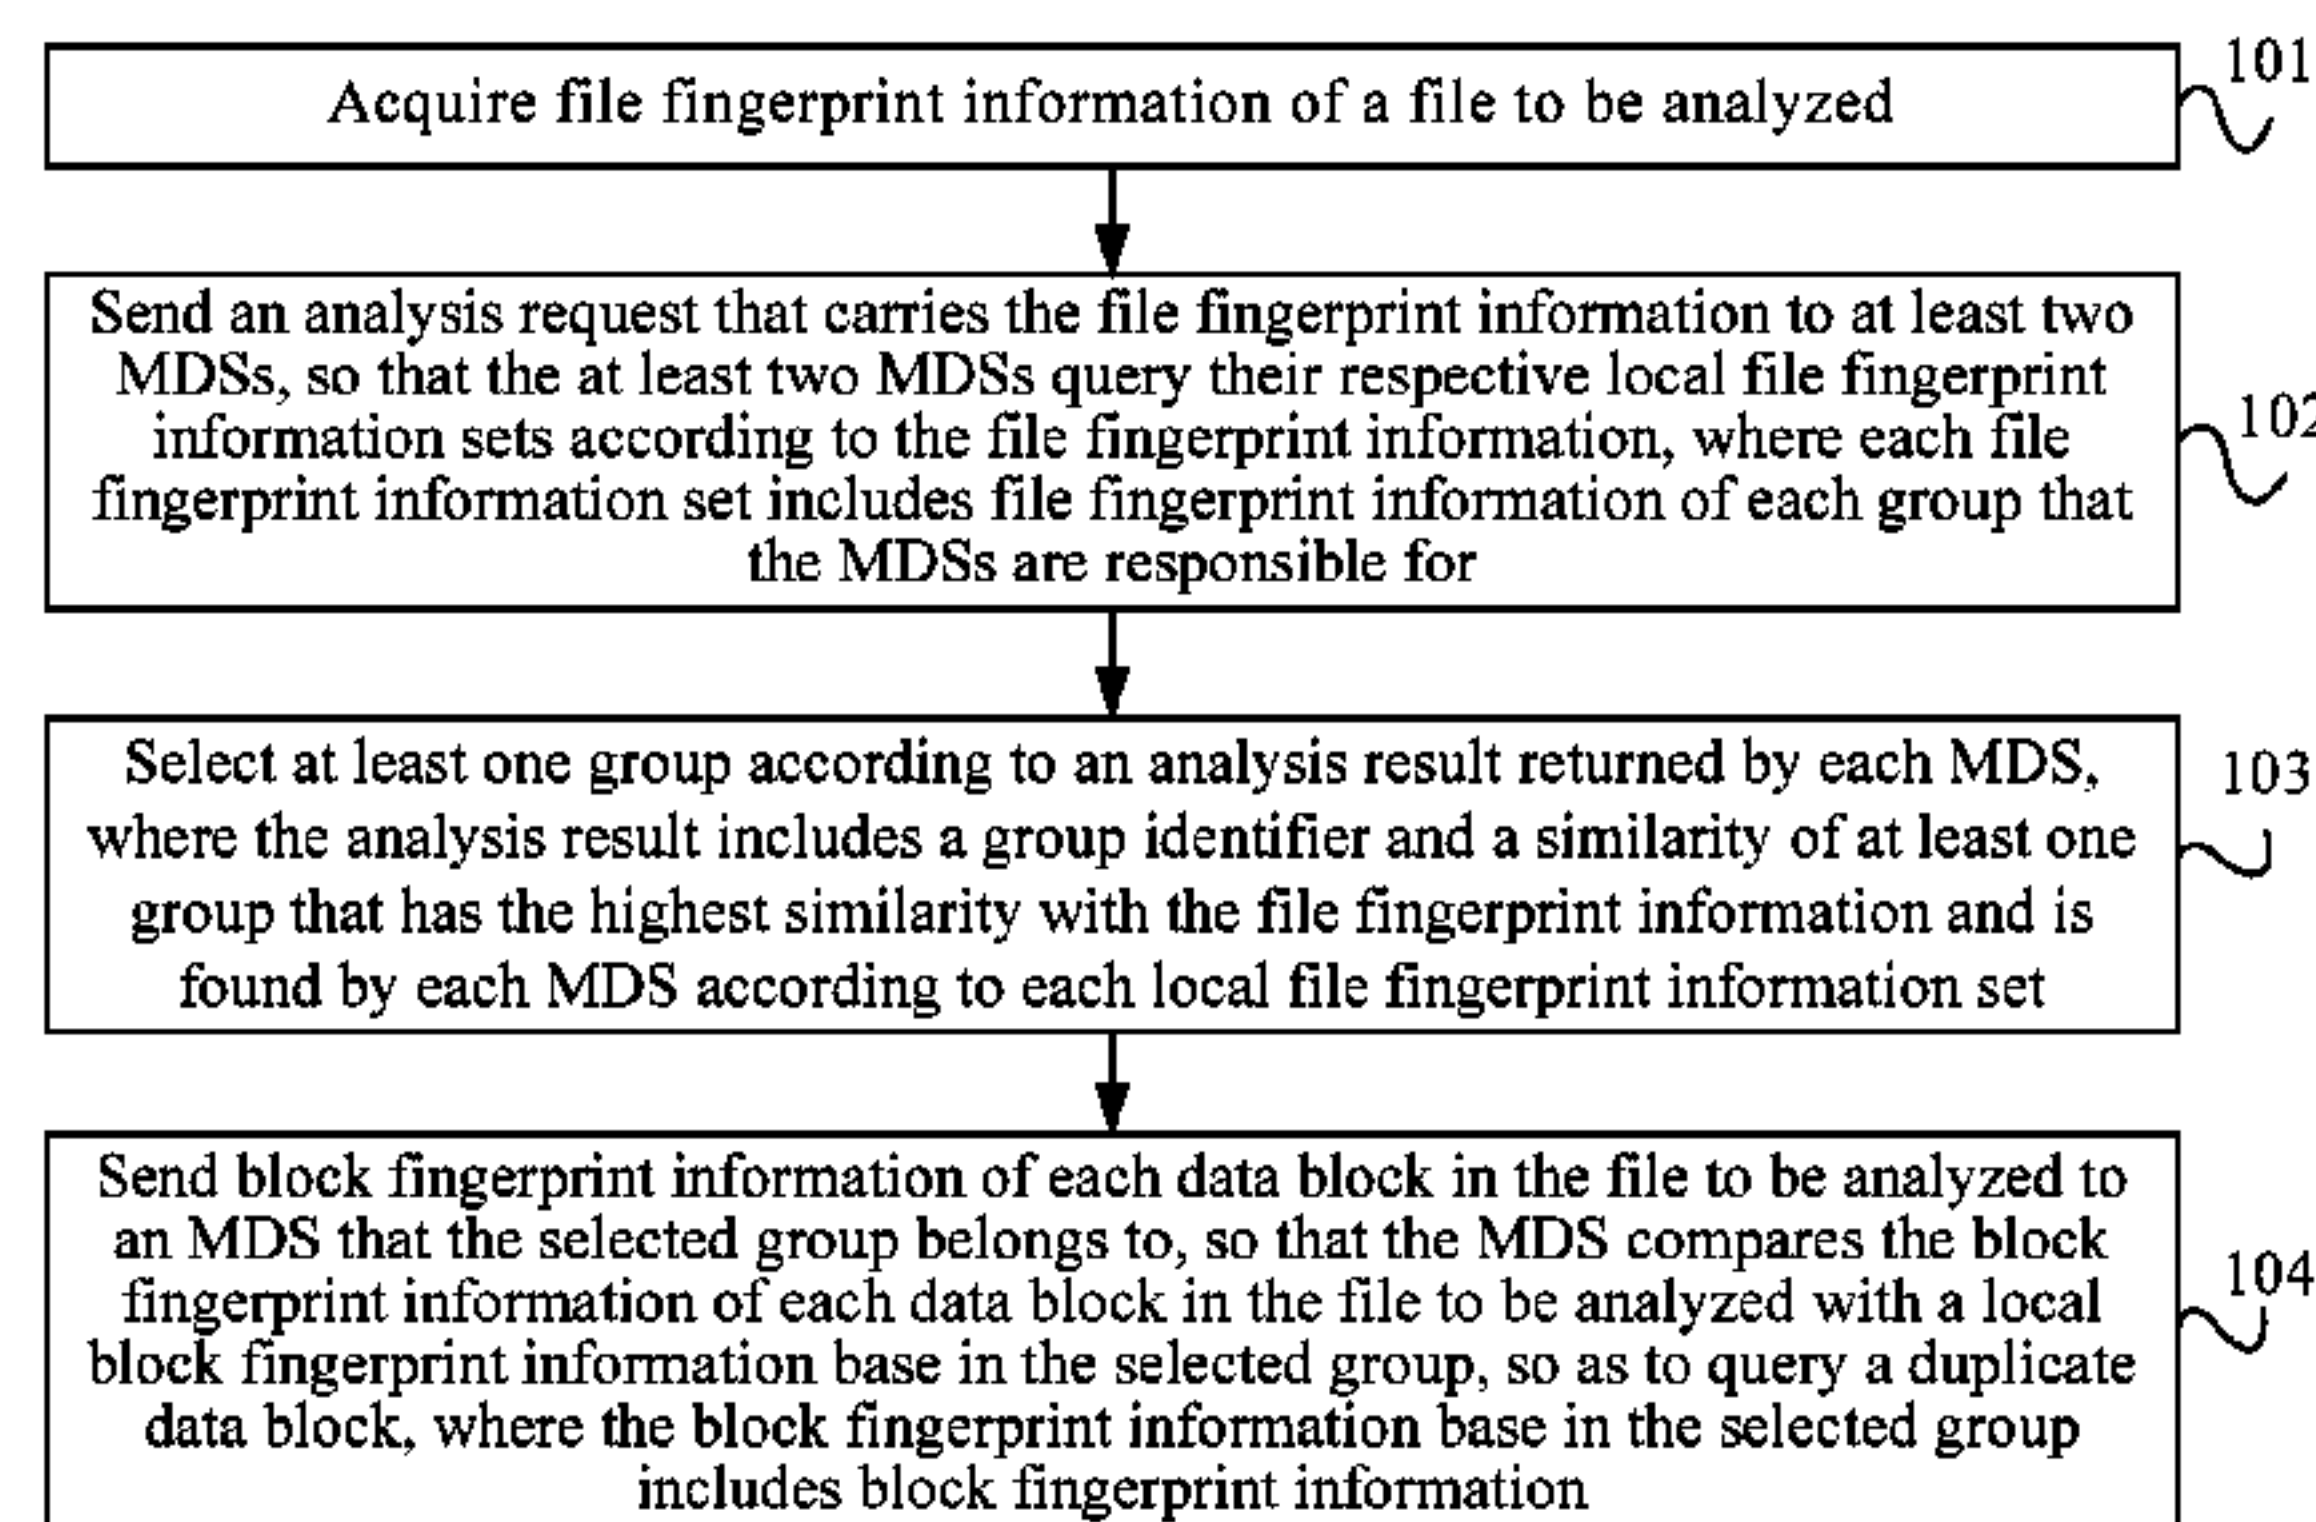 Acquire file fingerprint information of a file to be analyzed
101
Send an analysis request that carries the file fingerprint information to at least two
MDSs, so that the at least two MDSs query their respective local file fingerprint
information sets according to the file fingerprint information, where each file
fingerprint information set includes file fingerprint information of each group that
the MDSs are responsible for
102
Select at least one group according to an analysis result returned by each MDS,
where the analysis result includes a group identifier and a similarity of at least one
group that has the highest similarity with the file fingerprint information and is
found by each MDS according to each local file fingerprint information set
103
Send block fingerprint information of each data block in the file to be analyzed to
an MDS that the selected group belongs to, so that the MDS compares the block
fingerprint information of each data block in the file to be analyzed with a local
block fingerprint information base in the selected group, so as to query a duplicate
data block, where the block fingerprint information base in the selected group
includes block fingerprint information
104